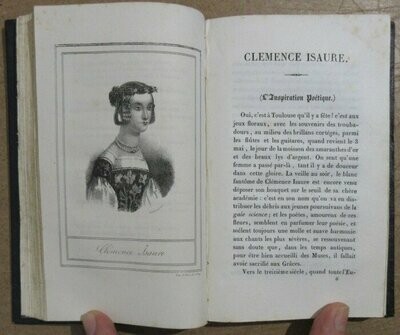 Clemence Isaure
CLEMENCE ISAURE.
(L'Inspiration Poétique.)
Oui, c'est à Toulouse qu'il y a fête ! c'est aux
jeux floraux, avec les souvenirs des trouba-
dours, au milieu des brillans cortéges, parmi
les flûtes et les guitares, quand revient le 3
mai, le jour de la moisson des amaranthes d'or
et des beaux lys d'argent. On sent qu'une
femme a passé par-là, tant il y a de douceur
dans cette gloire. La veille au soir, le blanc
fantôme de Clémence Isaure est encore venu
déposer son bouquet sur le seuil de sa chère
académie : c'est en son nom qu'on va en dis-
tribuer les débris aux jeunes poursuivans de la
gaie science ; et les poètes, amoureux de ces
fleurs, semblent en parfumer leur poésie, et
scellent toujours une molle et suave harmonie
aux chants les plus sévères, se ressouvenant
sans doute que, dans les temps antiques,
pour être bien accueilli des Muses, il fallait
avoir sacrifié aux Grâces.
Vers le treizième siècle, quand toute l'Eu-